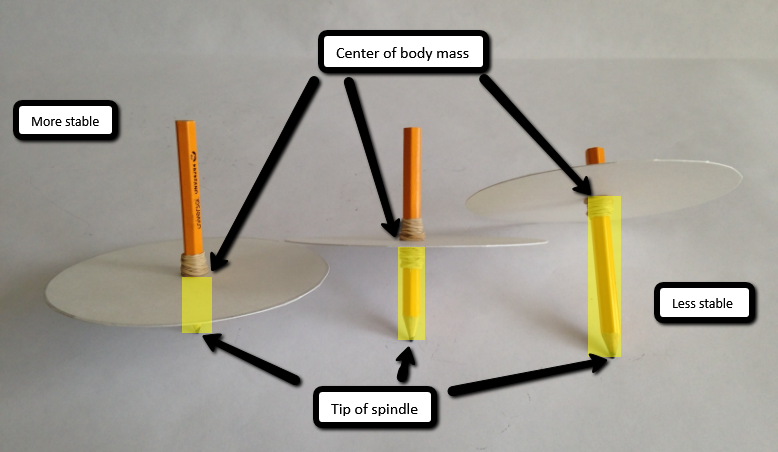 Center of body mass
More stable
Less stable
Tip of spindle